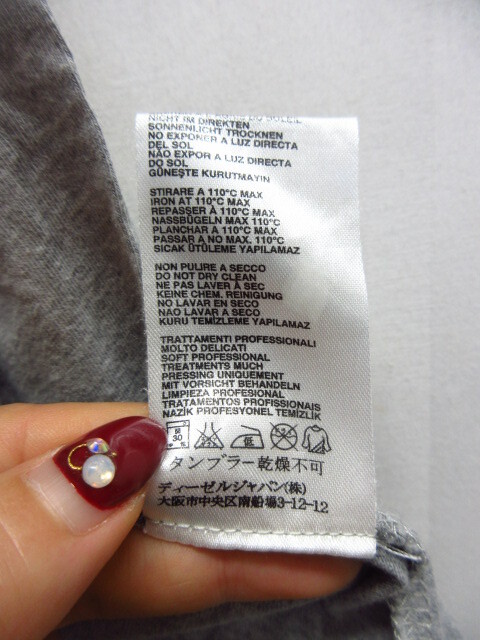 NICHT IM DIREKTEN
SONNENLICHT TROCKNEN
NO EXPONER A LUZ DIRECTA
DEL SOL
NÃO EXPOR A LUZ DIRECTA
DO SOL
GÜNEŞTE KURUTMAYIN
STIRARE A 110°C MAX
IRON AT 110°C MAX
REPASSER À 110°C MAX
NASSBÜGELN MAX 110°C
PLANCHAR A 110°C MAX
PASSAR A NO MAX. 110°C
SICAK ÜTÜLEME YAPILAMAZ
NON PULIRE A SECCO
DO NOT DRY CLEAN
NE PAS LAVER À SEC
KEINE CHEM. REINIGUNG
NO LAVAR EN SECO
NAO LAVAR A SECO
KURU TEMİZLEME YAPILAMAZ
TRATTAMENTI PROFESSIONALI
MOLTO DELICATI
SOFT PROFESSIONAL
TREATMENTS MUCH
PRESSING UNIQUEMENT
MIT VORSICHT BEHANDELN
LIMPIEZA PROFESIONAL
TRATAMENTOS PROFISSIONAIS
NAZİK PROFESYONEL TEMİZLİK
30 低
タンブラー乾燥不可
ディーゼルジャパン(株)
大阪市中央区南船場3-12-12